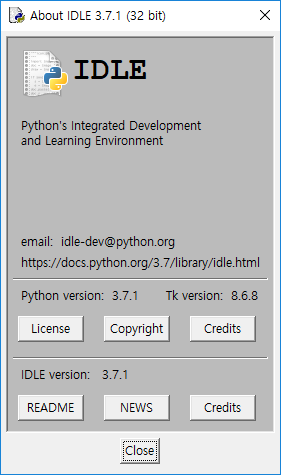 About IDLE 3.7.1 (32 bit)
IDLE
Python's Integrated Development
and Learning Environment
email: idle-dev@python.org
https://docs.python.org/3.7/library/idle.html
Python version: 3.7.1 Tk version: 8.6.8
License Copyright Credits
IDLE version: 3.7.1
README NEWS Credits
Close